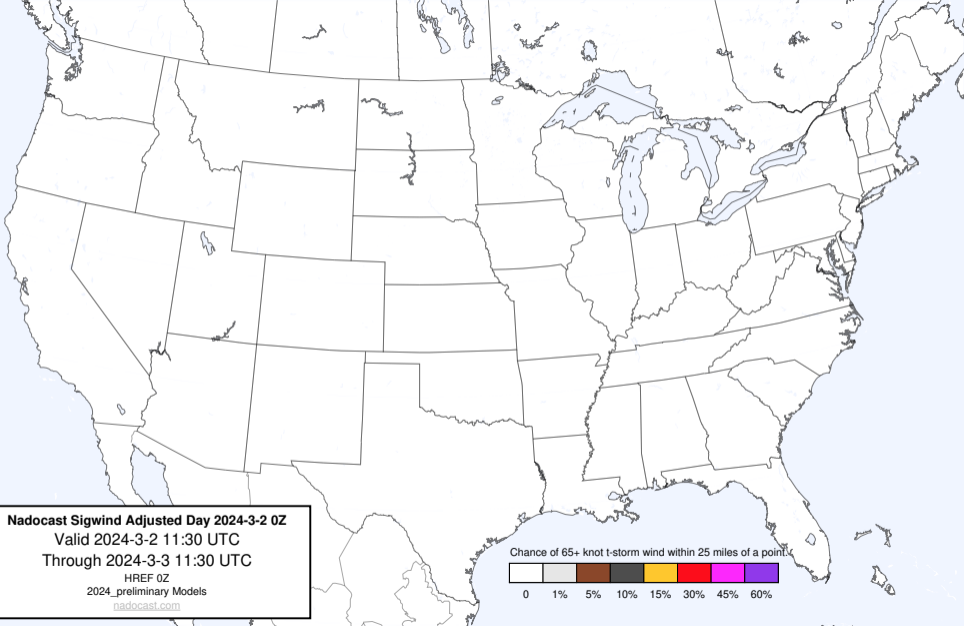 Nadocast Sigwind Adjusted Day 2024-3-2 0Z
Valid 2024-3-2 11:30 UTC
Through 2024-3-3 11:30 UTC
HREF 0Z
2024_preliminary Models
nadocast.com
Chance of 65+ knot t-storm wind within 25 miles of a point.
0 1% 5% 10% 15% 30% 45% 60%